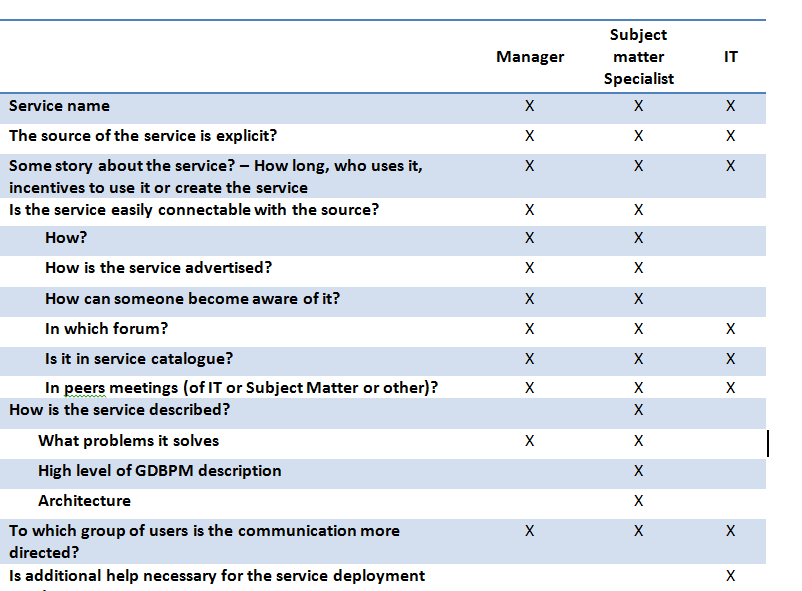 Subject
Manager matter IT
Specialist
Service name X X X
The source of the service is explicit? X X X
Some story about the service? – How long, who uses it, X X X
incentives to use it or create the service
Is the service easily connectable with the source? X X
How? X X
How is the service advertised? X X
How can someone become aware of it? X X
In which forum? X X X
Is it in service catalogue? X X X
In peers meetings (of IT or Subject Matter or other)? X X X
How is the service described? X
What problems it solves X X
High level of GDBPM description X
Architecture X
To which group of users is the communication more X X X
directed?
Is additional help necessary for the service deployment X